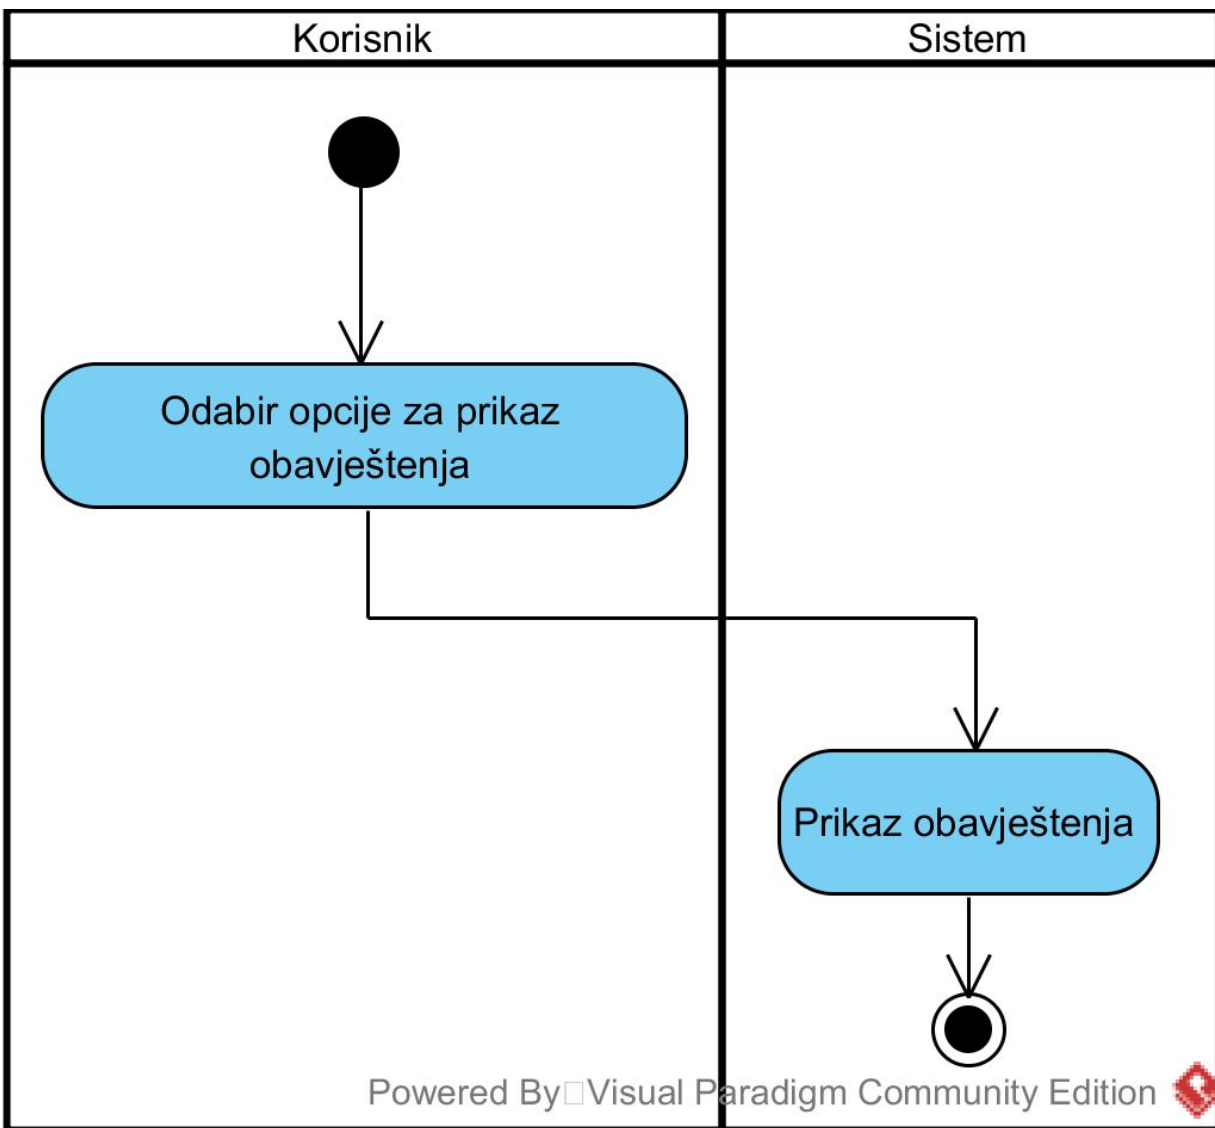 Korisnik
Sistem
Odabir opcije za prikaz
obavještenja
Prikaz obavještenja
Powered By□Visual Paradigm Community Edition